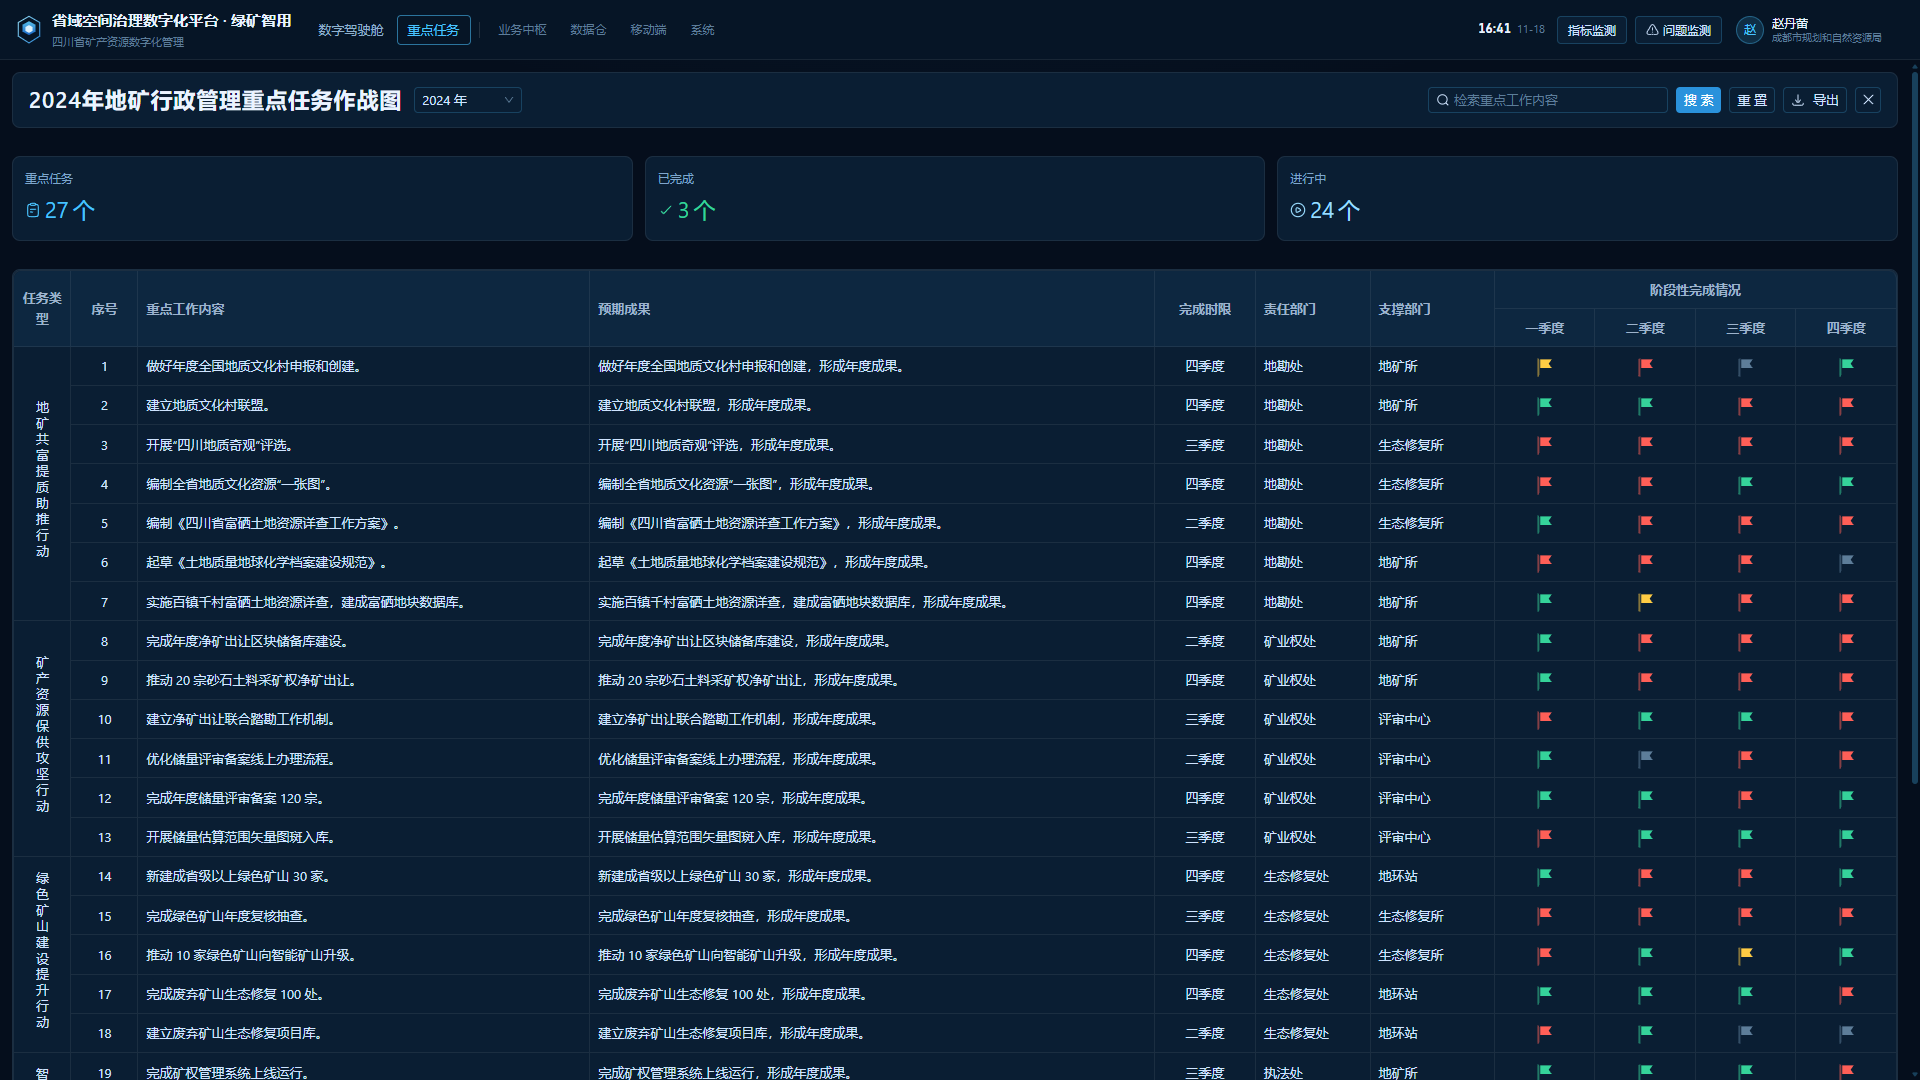 省域空间治理数字化平台 · 绿矿智用
四川省矿产资源数字化管理
数字驾驶舱 重点任务 业务中枢 数据仓 移动端 系统
16:41 11-18 指标监测 问题监测 赵 赵丹蕾
成都市规划和自然资源局
2024年地矿行政管理重点任务作战图 2024 年 检索重点工作内容 搜 索 重 置 导出
重点任务 已完成 进行中
27 个 3 个 24 个
任务类型 序号 重点工作内容 预期成果 完成时限 责任部门 支撑部门 阶段性完成情况
一季度 二季度 三季度 四季度
地矿共富提质助推行动
1 做好年度全国地质文化村申报和创建。 做好年度全国地质文化村申报和创建，形成年度成果。 四季度 地勘处 地矿所
2 建立地质文化村联盟。 建立地质文化村联盟，形成年度成果。 四季度 地勘处 地矿所
3 开展“四川地质奇观”评选。 开展“四川地质奇观”评选，形成年度成果。 三季度 地勘处 生态修复所
4 编制全省地质文化资源“一张图”。 编制全省地质文化资源“一张图”，形成年度成果。 四季度 地勘处 生态修复所
5 编制《四川省富硒土地资源详查工作方案》。 编制《四川省富硒土地资源详查工作方案》，形成年度成果。 二季度 地勘处 生态修复所
6 起草《土地质量地球化学档案建设规范》。 起草《土地质量地球化学档案建设规范》，形成年度成果。 四季度 地勘处 地矿所
7 实施百镇千村富硒土地资源详查，建成富硒地块数据库。 实施百镇千村富硒土地资源详查，建成富硒地块数据库，形成年度成果。 四季度 地勘处 地矿所
矿产资源保供攻坚行动
8 完成年度净矿出让区块储备库建设。 完成年度净矿出让区块储备库建设，形成年度成果。 二季度 矿业权处 地矿所
9 推动 20 宗砂石土料采矿权净矿出让。 推动 20 宗砂石土料采矿权净矿出让，形成年度成果。 四季度 矿业权处 地矿所
10 建立净矿出让联合踏勘工作机制。 建立净矿出让联合踏勘工作机制，形成年度成果。 三季度 矿业权处 评审中心
11 优化储量评审备案线上办理流程。 优化储量评审备案线上办理流程，形成年度成果。 二季度 矿业权处 评审中心
12 完成年度储量评审备案 120 宗。 完成年度储量评审备案 120 宗，形成年度成果。 四季度 矿业权处 评审中心
13 开展储量估算范围矢量图斑入库。 开展储量估算范围矢量图斑入库，形成年度成果。 三季度 矿业权处 评审中心
绿色矿山建设提升行动
14 新建成省级以上绿色矿山 30 家。 新建成省级以上绿色矿山 30 家，形成年度成果。 四季度 生态修复处 地环站
15 完成绿色矿山年度复核抽查。 完成绿色矿山年度复核抽查，形成年度成果。 三季度 生态修复处 生态修复所
16 推动 10 家绿色矿山向智能矿山升级。 推动 10 家绿色矿山向智能矿山升级，形成年度成果。 四季度 生态修复处 生态修复所
17 完成废弃矿山生态修复 100 处。 完成废弃矿山生态修复 100 处，形成年度成果。 四季度 生态修复处 地环站
18 建立废弃矿山生态修复项目库。 建立废弃矿山生态修复项目库，形成年度成果。 二季度 生态修复处 地环站
智
19 完成矿权管理系统上线运行。 完成矿权管理系统上线运行，形成年度成果。 三季度 执法处 地矿所